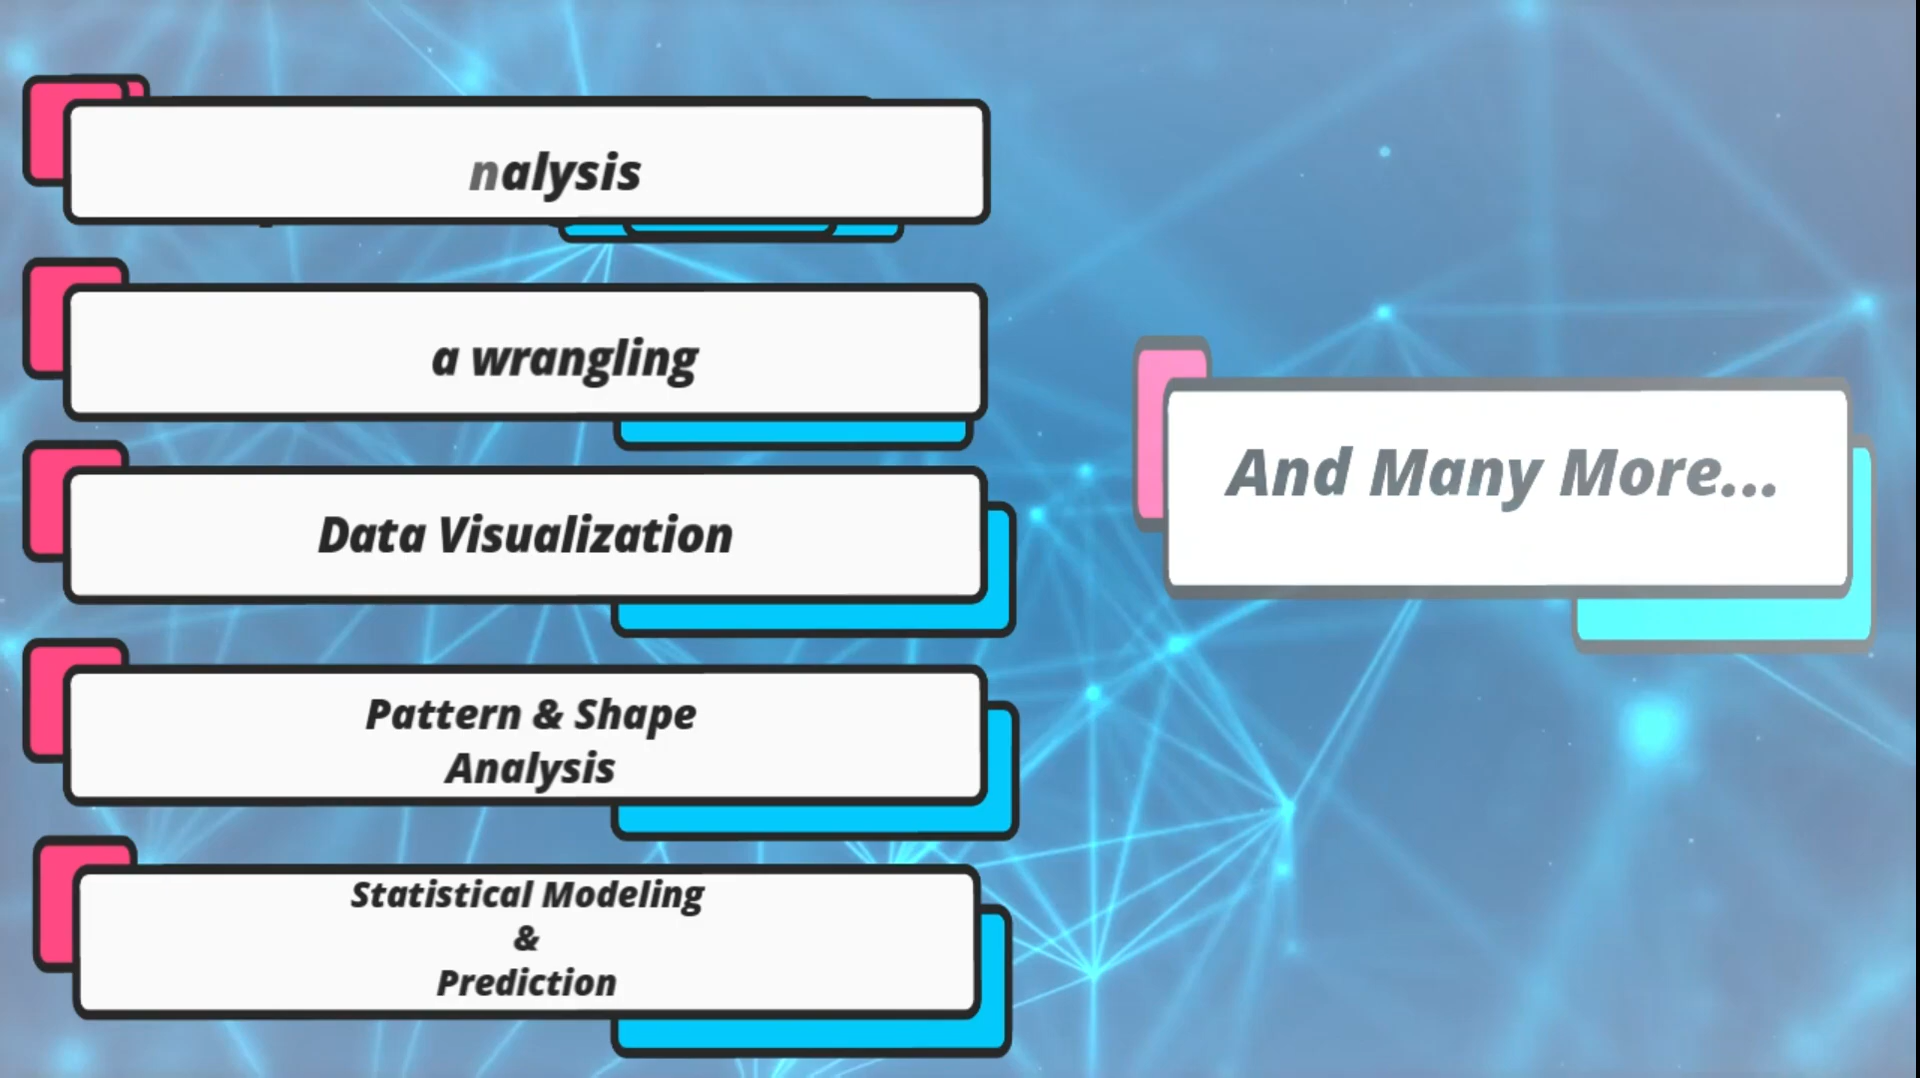 nalysis
a wrangling
Data Visualization
Pattern & Shape
Analysis
Statistical Modeling
&
Prediction
And Many More...